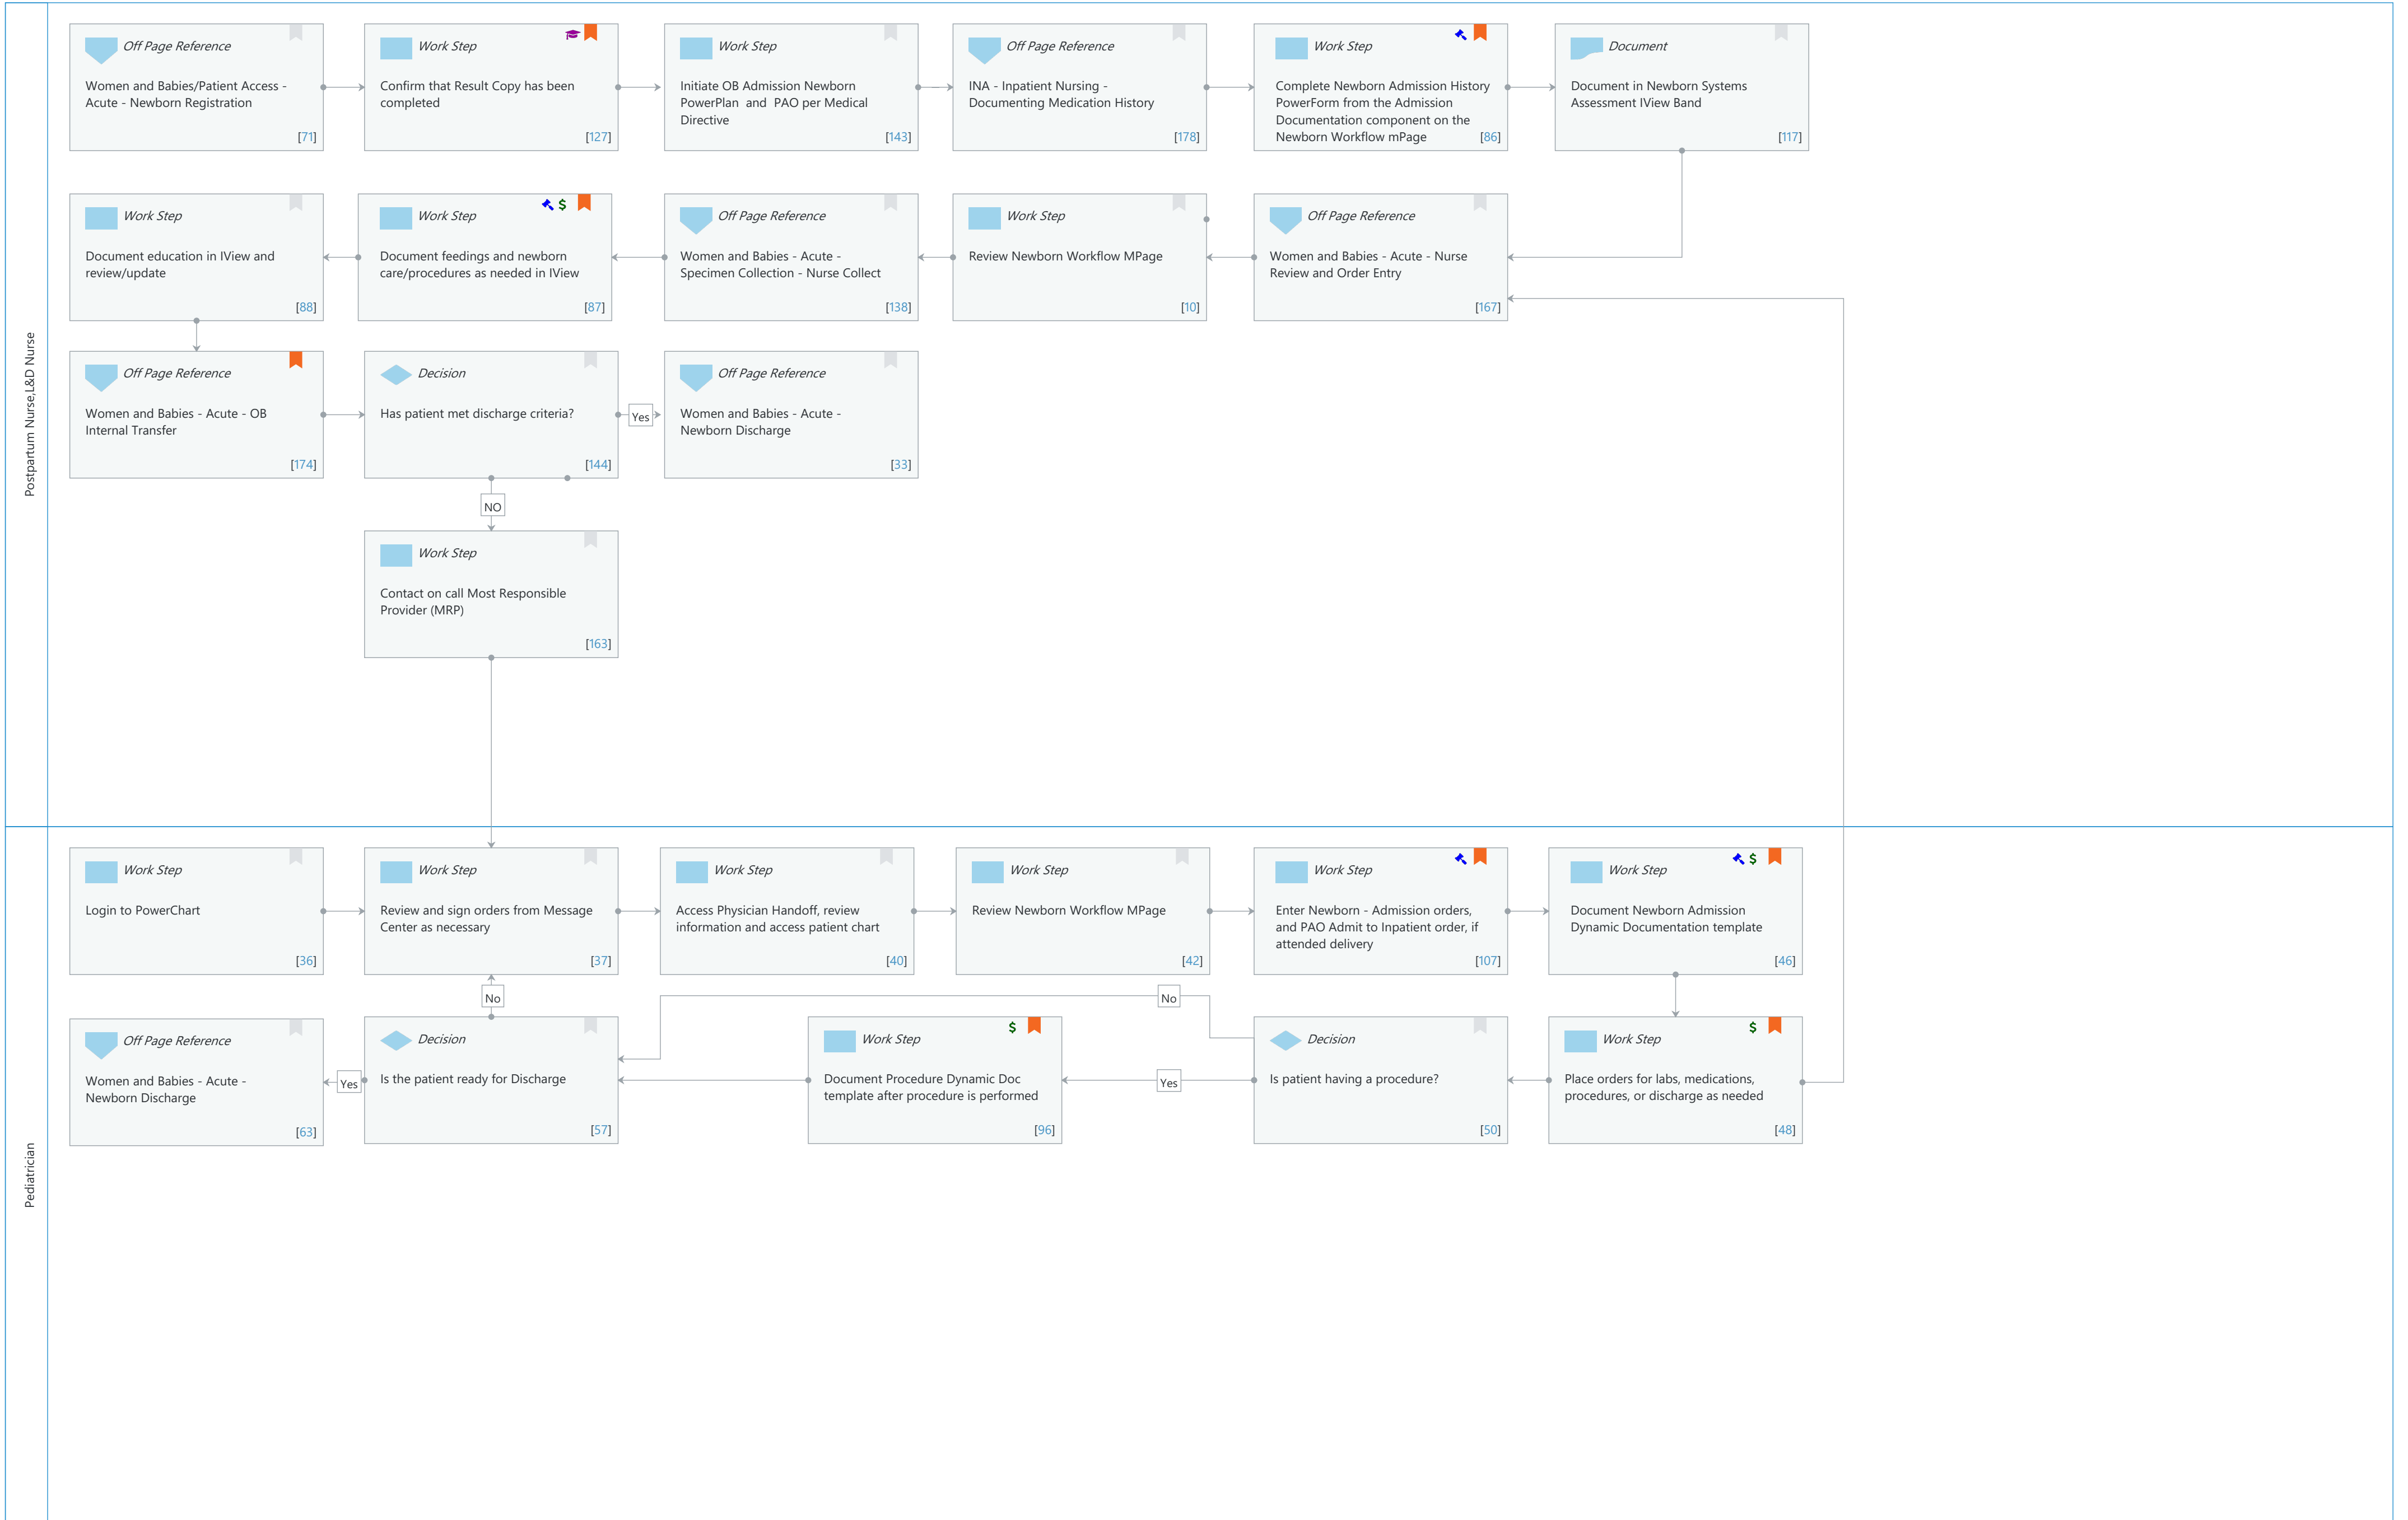 Postpartum Nurse,L&D Nurse
Off Page Reference
Women and Babies/Patient Access -
Acute - Newborn Registration
[71]
Work Step
Confirm that Result Copy has been
completed
[127]
Work Step
Initiate OB Admission Newborn
PowerPlan and PAO per Medical
Directive
[143]
Off Page Reference
INA - Inpatient Nursing -
Documenting Medication History
[178]
Work Step
Complete Newborn Admission History
PowerForm from the Admission
Documentation component on the
Newborn Workflow mPage
[86]
Document
Document in Newborn Systems
Assessment IView Band
[117]
Work Step
Document education in IView and
review/update
[88]
Work Step
$
Document feedings and newborn
care/procedures as needed in IView
[87]
Off Page Reference
Women and Babies - Acute -
Specimen Collection - Nurse Collect
[138]
Work Step
Review Newborn Workflow MPage
[10]
Off Page Reference
Women and Babies - Acute - Nurse
Review and Order Entry
[167]
Off Page Reference
Women and Babies - Acute - OB
Internal Transfer
[174]
Decision
Has patient met discharge criteria?
[144]
Yes
Off Page Reference
Women and Babies - Acute -
Newborn Discharge
[33]
NO
Work Step
Contact on call Most Responsible
Provider (MRP)
[163]
Pediatrician
Work Step
Login to PowerChart
[36]
Work Step
Review and sign orders from Message
Center as necessary
[37]
Work Step
Access Physician Handoff, review
information and access patient chart
[40]
Work Step
Review Newborn Workflow MPage
[42]
Work Step
Enter Newborn - Admission orders,
and PAO Admit to Inpatient order, if
attended delivery
[107]
Work Step
$
Document Newborn Admission
Dynamic Documentation template
[46]
No
No
Off Page Reference
Women and Babies - Acute -
Newborn Discharge
[63]
Yes
Decision
Is the patient ready for Discharge
[57]
Work Step
$
Document Procedure Dynamic Doc
template after procedure is performed
[96]
Yes
Decision
Is patient having a procedure?
[50]
Work Step
$
Place orders for labs, medications,
procedures, or discharge as needed
[48]